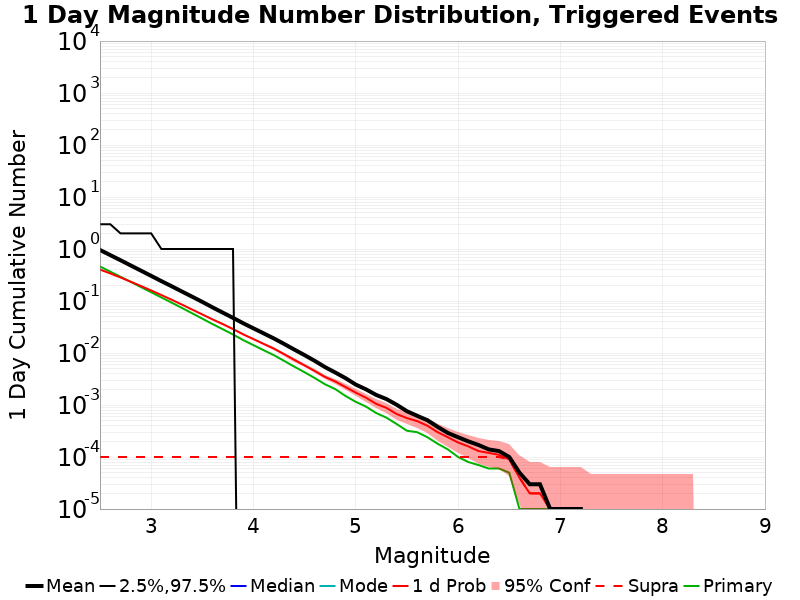 1 Day Magnitude Number Distribution, Triggered Events
1 Day Cumulative Number
10^4
10^3
10^2
10^1
10^0
10^-1
10^-2
10^-3
10^-4
10^-5
3 4 5 6 7 8 9
Magnitude
Mean 2.5%,97.5% Median Mode 1 d Prob 95% Conf Supra Primary